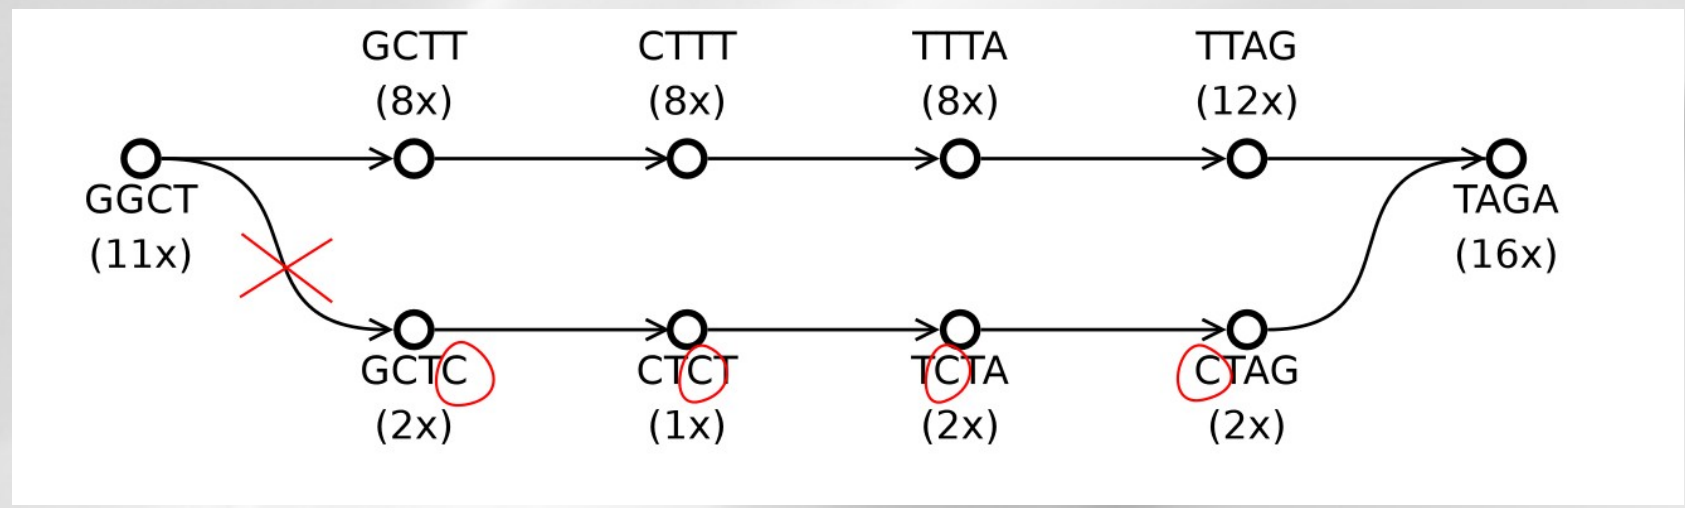 GCTT CTTT TTTA TTAG
(8x) (8x) (8x) (12x)
GGCT TAGA
(11x) (16x)
GCTC CTCT TCTA CTAG
(2x) (1x) (2x) (2x)